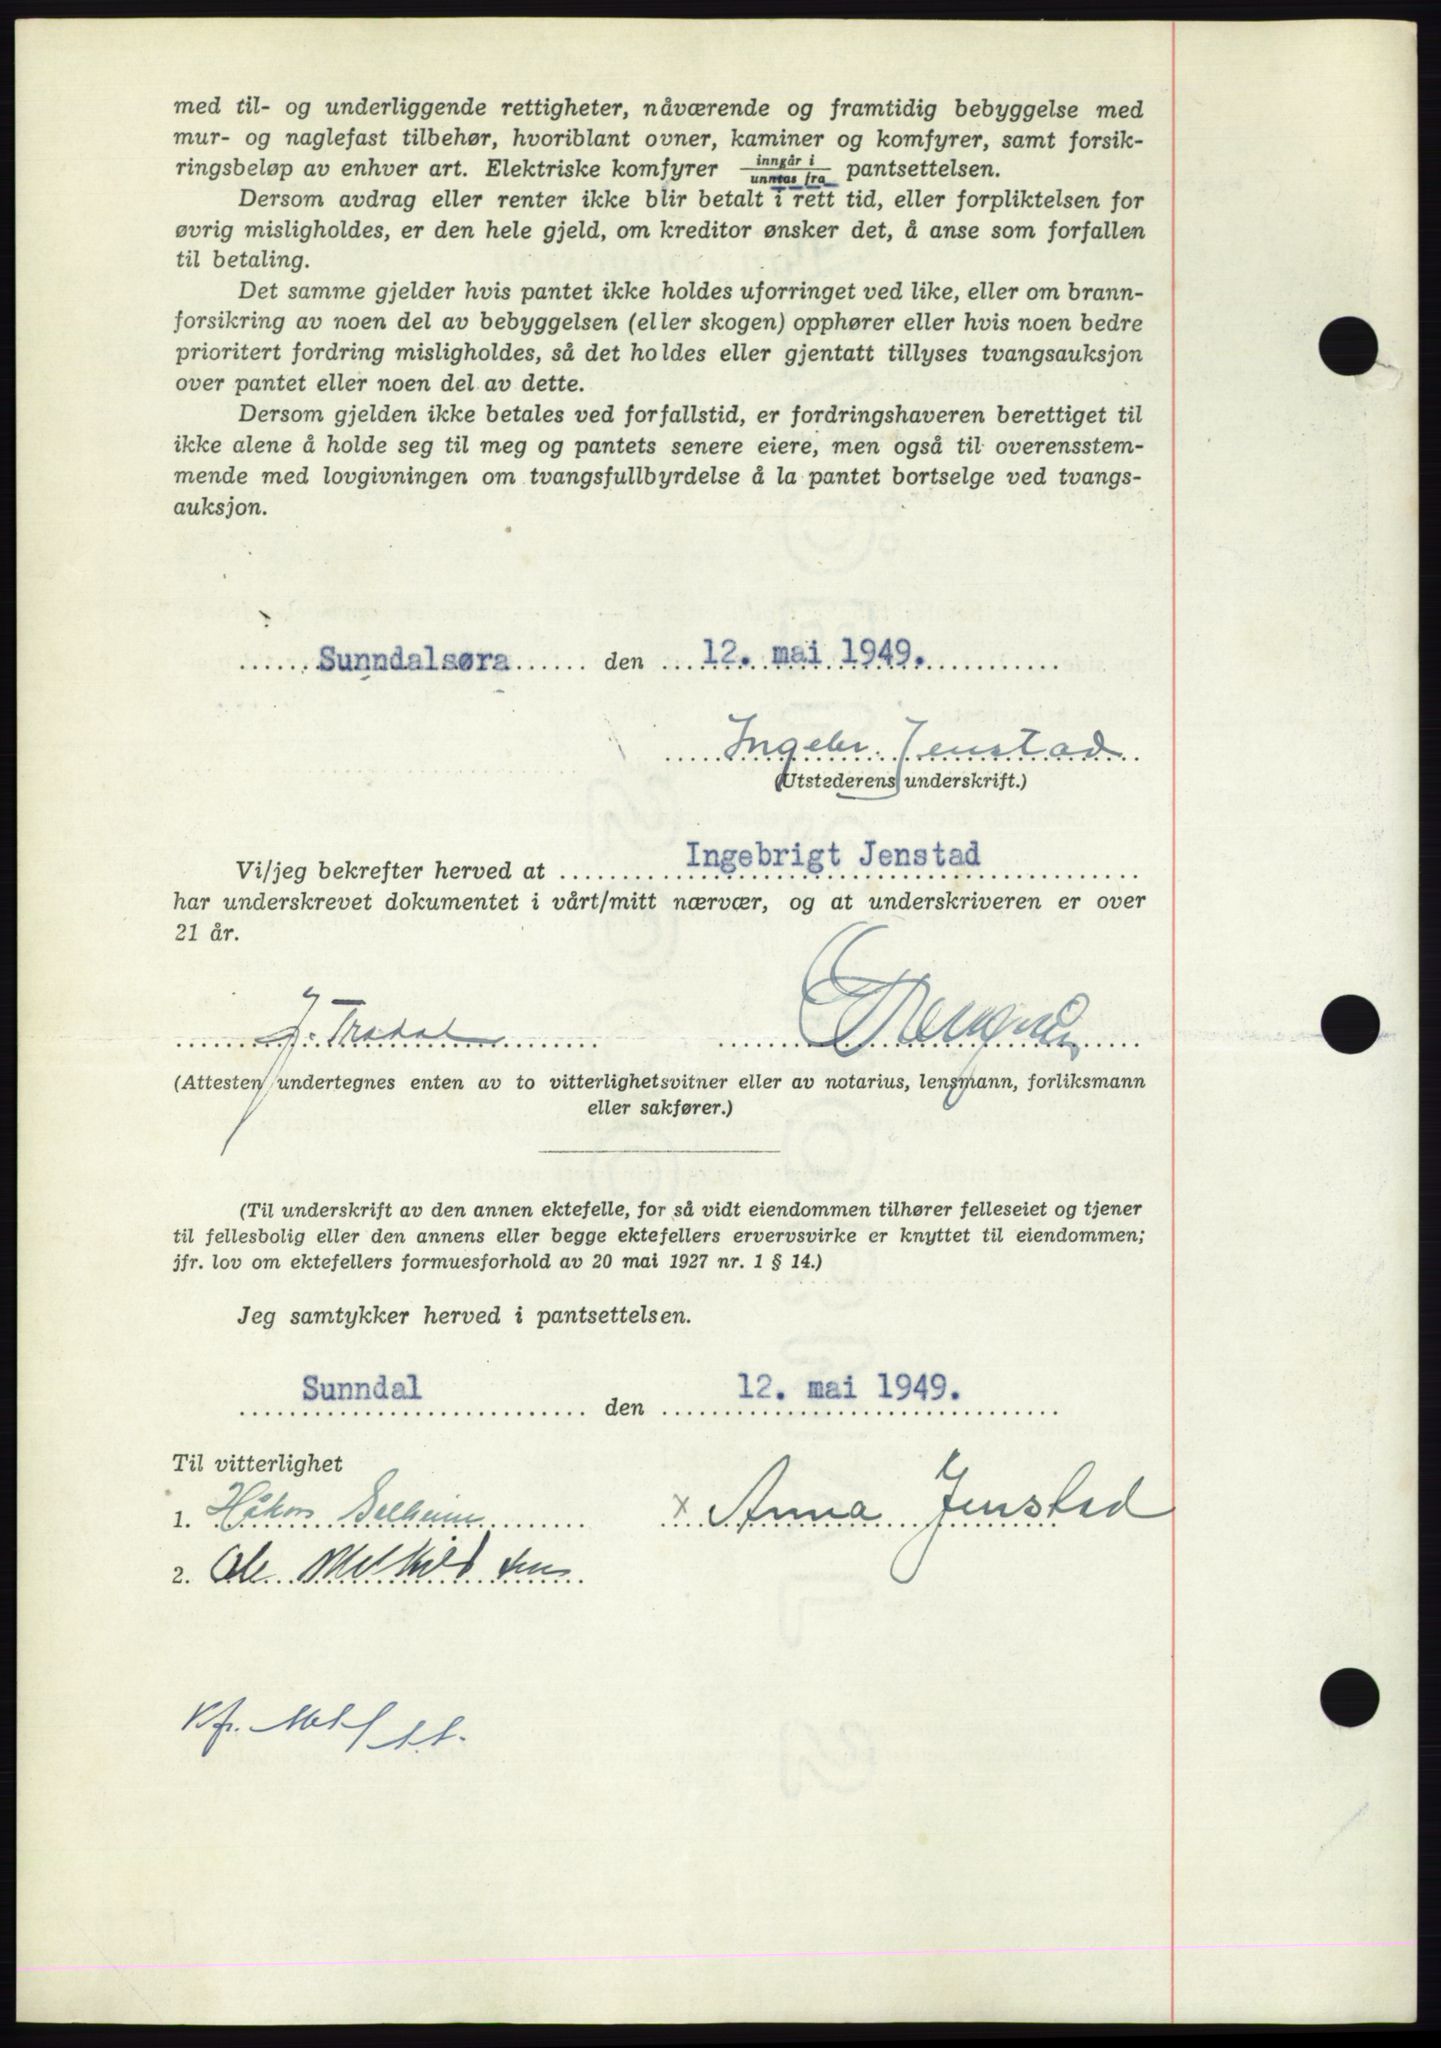 med til- og underliggende rettigheter, nåværende og framtidig bebyggelse med
mur- og naglefast tilbehør, hvoriblant ovner, kaminer og komfyrer, samt forsik-
ringsbeløp av enhver art. Elektriske komfyrer inngår i / unntas fra pantsettelsen.
Dersom avdrag eller renter ikke blir betalt i rett tid, eller forpliktelsen for
øvrig misligholdes, er den hele gjeld, om kreditor ønsker det, å anse som forfallen
til betaling.
Det samme gjelder hvis pantet ikke holdes uforringet ved like, eller om brann-
forsikring av noen del av bebyggelsen (eller skogen) opphører eller hvis noen bedre
prioritert fordring misligholdes, så det holdes eller gjentatt tillyses tvangsauksjon
over pantet eller noen del av dette.
Dersom gjelden ikke betales ved forfallstid, er fordringshaveren berettiget til
ikke alene å holde seg til meg og pantets senere eiere, men også til overensstem-
mende med lovgivningen om tvangsfullbyrdelse å la pantet bortselge ved tvangs-
auksjon.
Sunndalsøra den 12. mai 1949.
Ingebr. Jenstad
(Utstederens underskrift.)
Vi/jeg bekrefter herved at Ingebrigt Jenstad
har underskrevet dokumentet i vårt/mitt nærvær, og at underskriveren er over
21 år.
J. Tredal
(Attesten undertegnes enten av to vitterlighetsvitner eller av notarius, lensmann, forliksmann
eller sakfører.)
(Til underskrift av den annen ektefelle, for så vidt eiendommen tilhører felleseiet og tjener
til fellesbolig eller den annens eller begge ektefellers ervervsvirke er knyttet til eiendommen;
jfr. lov om ektefellers formuesforhold av 20 mai 1927 nr. 1 § 14.)
Jeg samtykker herved i pantsettelsen.
Sunndal den 12. mai 1949.
Til vitterlighet
1. Håkon Solheim x Anna Jenstad
2. Ole
Kfr.